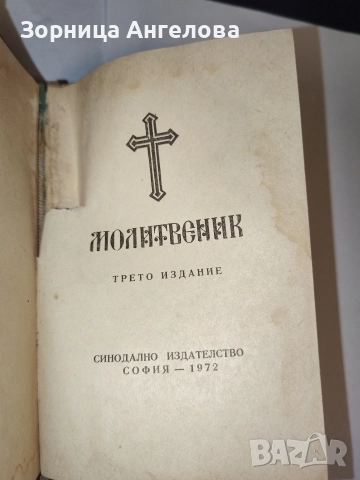 Зорница Ангелова
МОЛИТВЕНИК
ТРЕТО ИЗДАНИЕ
СИНОДАЛНО ИЗДАТЕЛСТВО
СОФИЯ — 1972
BAZAR